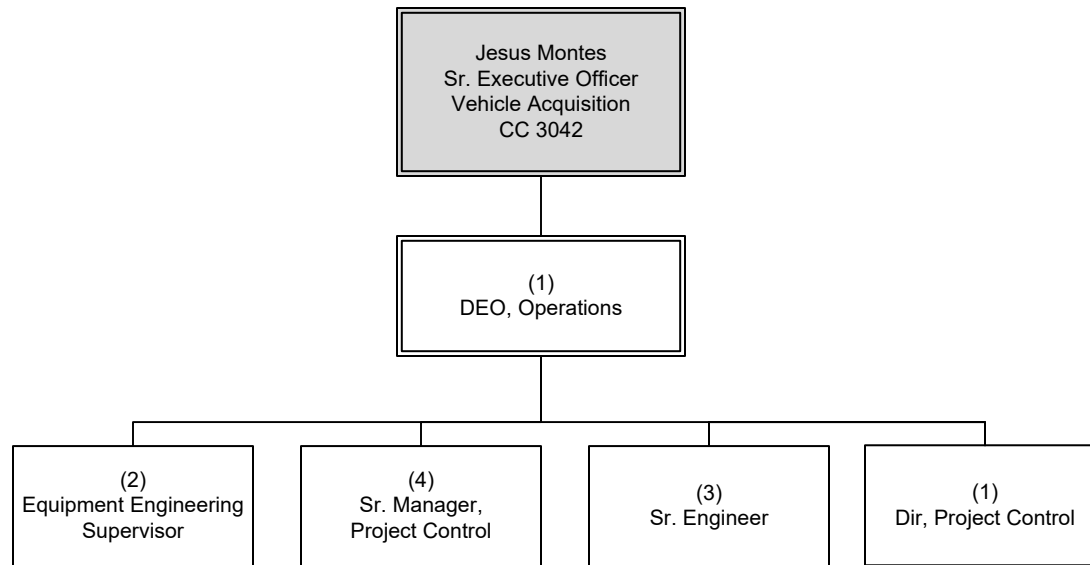 Jesus Montes
Sr. Executive Officer
Vehicle Acquisition
CC 3042
(1)
DEO, Operations
(2)
Equipment Engineering
Supervisor
(4)
Sr. Manager,
Project Control
(3)
Sr. Engineer
(1)
Dir, Project Control